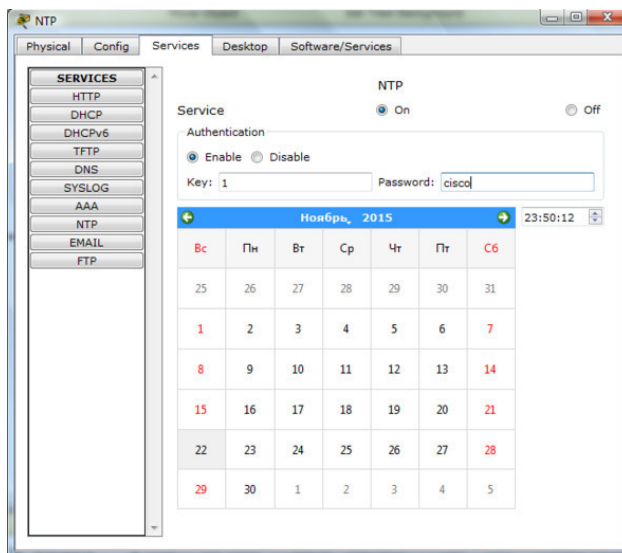 NTP
Physical Config Services Desktop Software/Services
SERVICES
HTTP
DHCP
DHCPv6
TFTP
DNS
SYSLOG
AAA
NTP
EMAIL
FTP
NTP
Service On Off
Authentication
Enable Disable
Key: 1 Password: cisco
Ноябрь, 2015 23:50:12
Вс Пн Вт Ср Чт Пт Сб
25 26 27 28 29 30 31
1 2 3 4 5 6 7
8 9 10 11 12 13 14
15 16 17 18 19 20 21
22 23 24 25 26 27 28
29 30 1 2 3 4 5